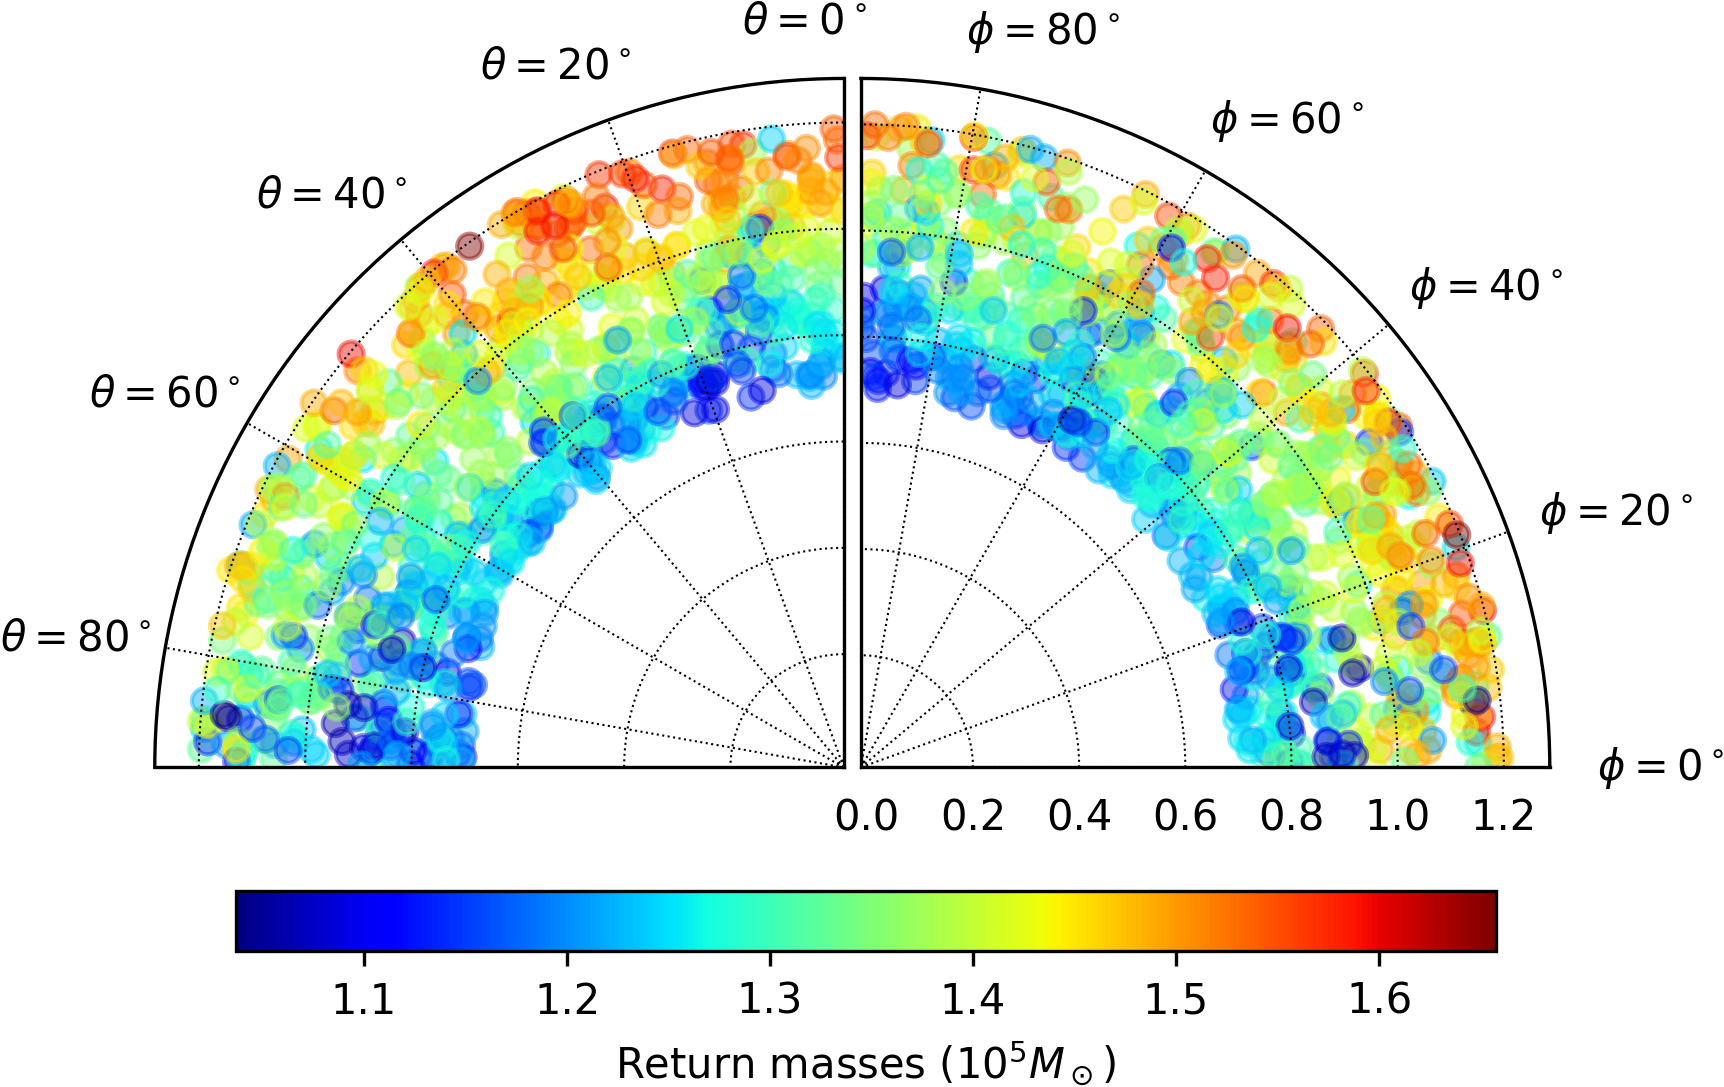 θ = 0°
ϕ = 80°
θ = 20°
ϕ = 60°
θ = 40°
ϕ = 40°
θ = 60°
ϕ = 20°
θ = 80°
ϕ = 0°
0.0 0.2 0.4 0.6 0.8 1.0 1.2
1.1 1.2 1.3 1.4 1.5 1.6
Return masses (10⁵M⊙)